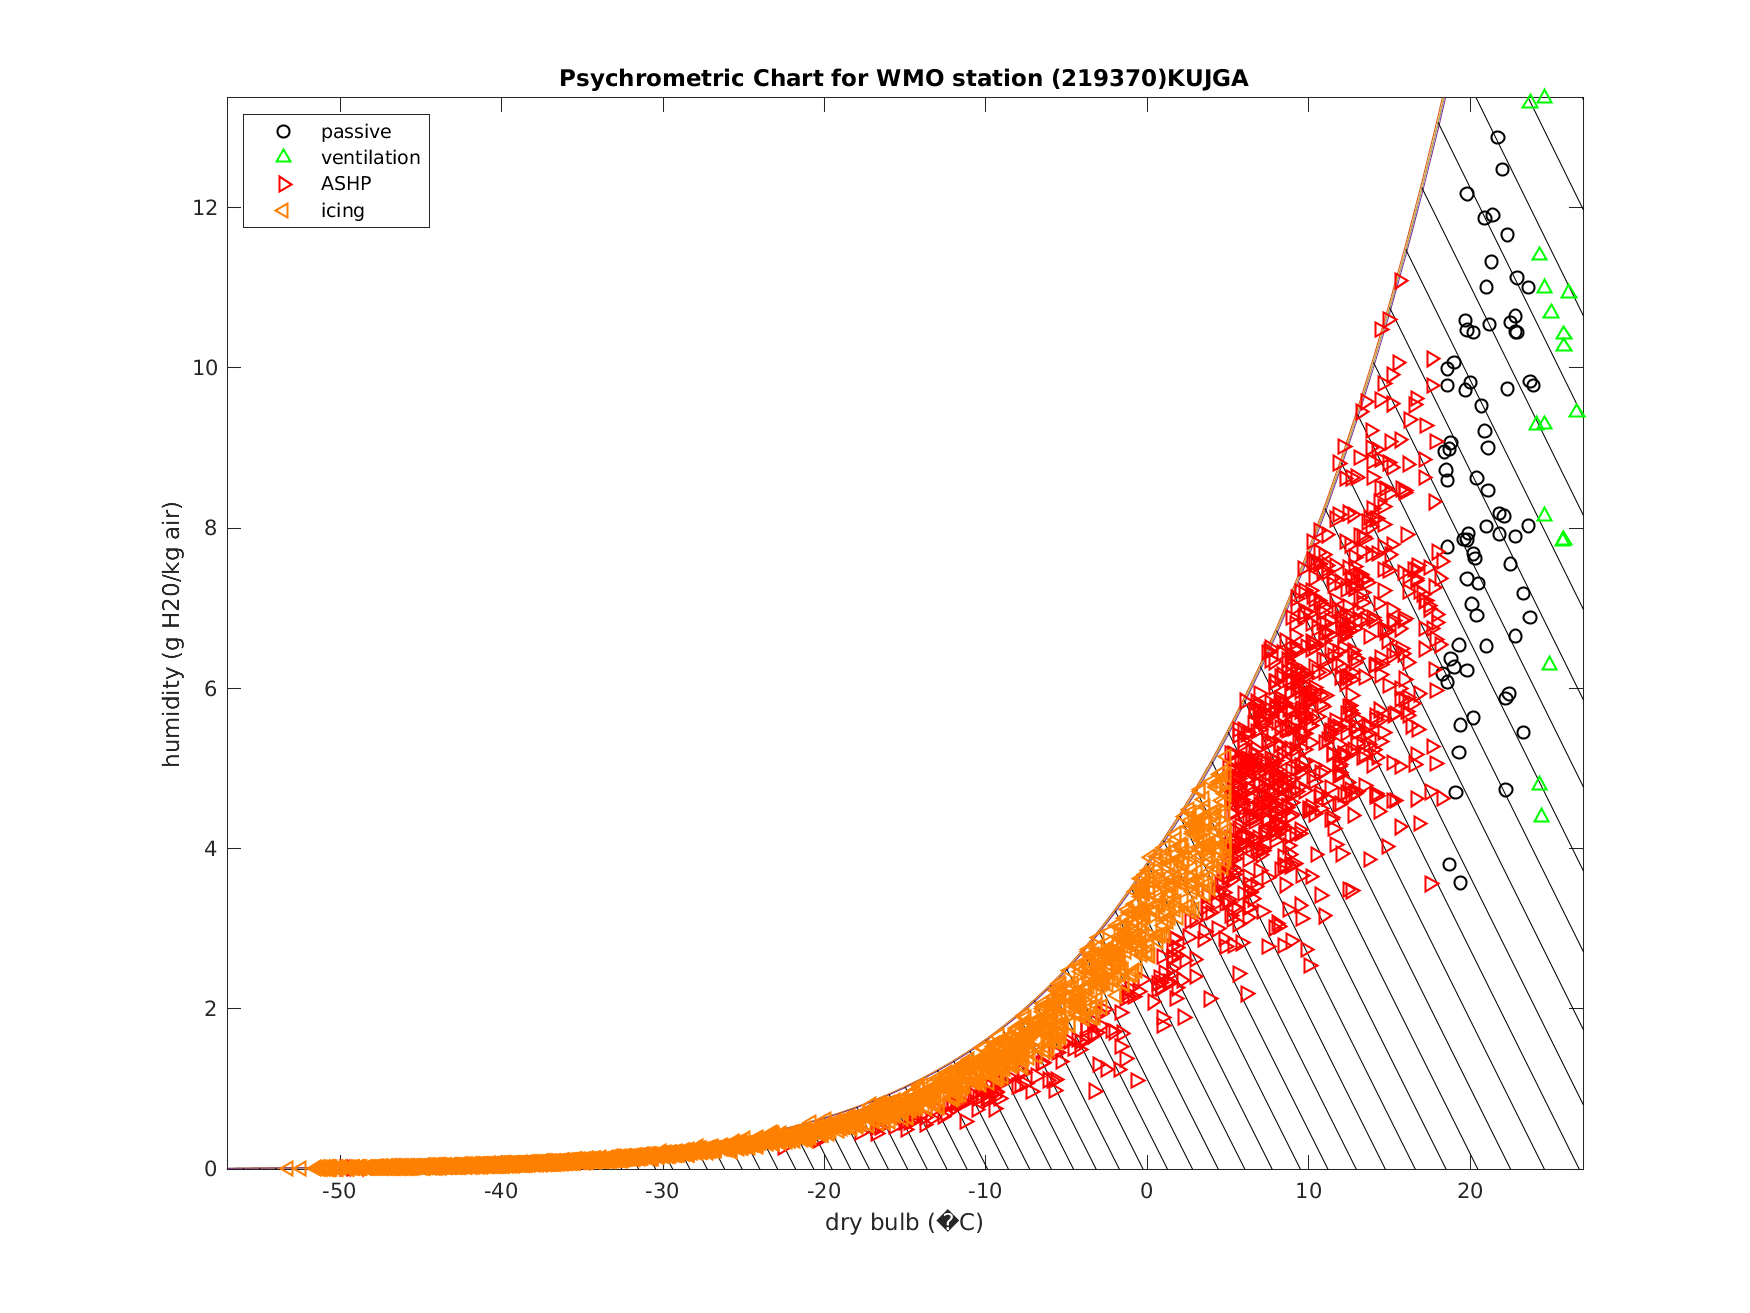 Psychrometric Chart for WMO station (219370)KUJGA
passive
ventilation
ASHP
icing
humidity (g H20/kg air)
12
10
8
6
4
2
0
-50 -40 -30 -20 -10 0 10 20
dry bulb (�C)